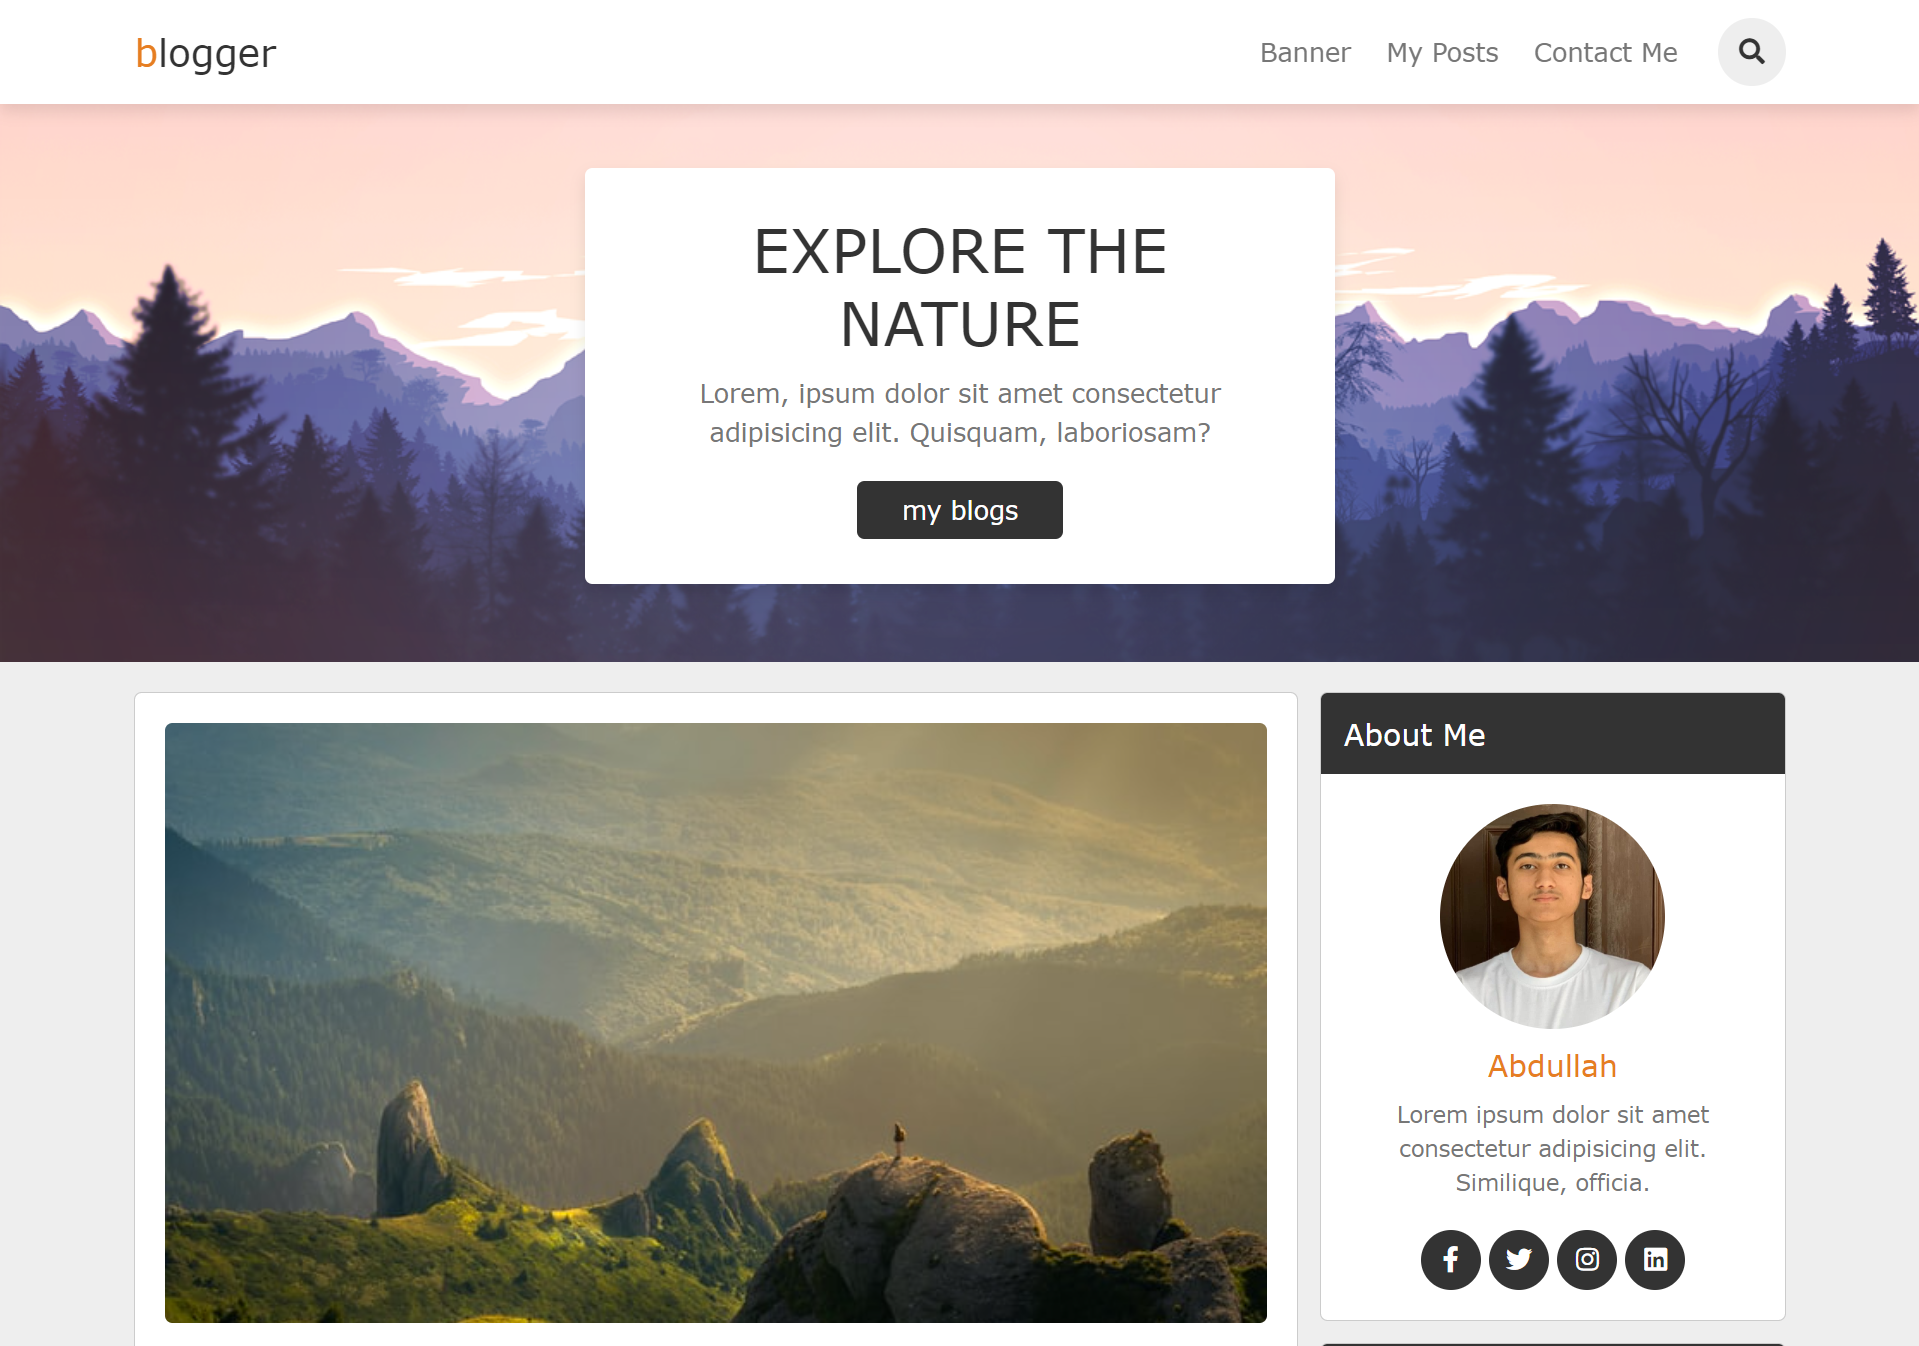 blogger
Banner
My Posts
Contact Me
EXPLORE THE
NATURE
Lorem, ipsum dolor sit amet consectetur
adipisicing elit. Quisquam, laboriosam?
my blogs
About Me
Abdullah
Lorem ipsum dolor sit amet
consectetur adipisicing elit.
Similique, officia.